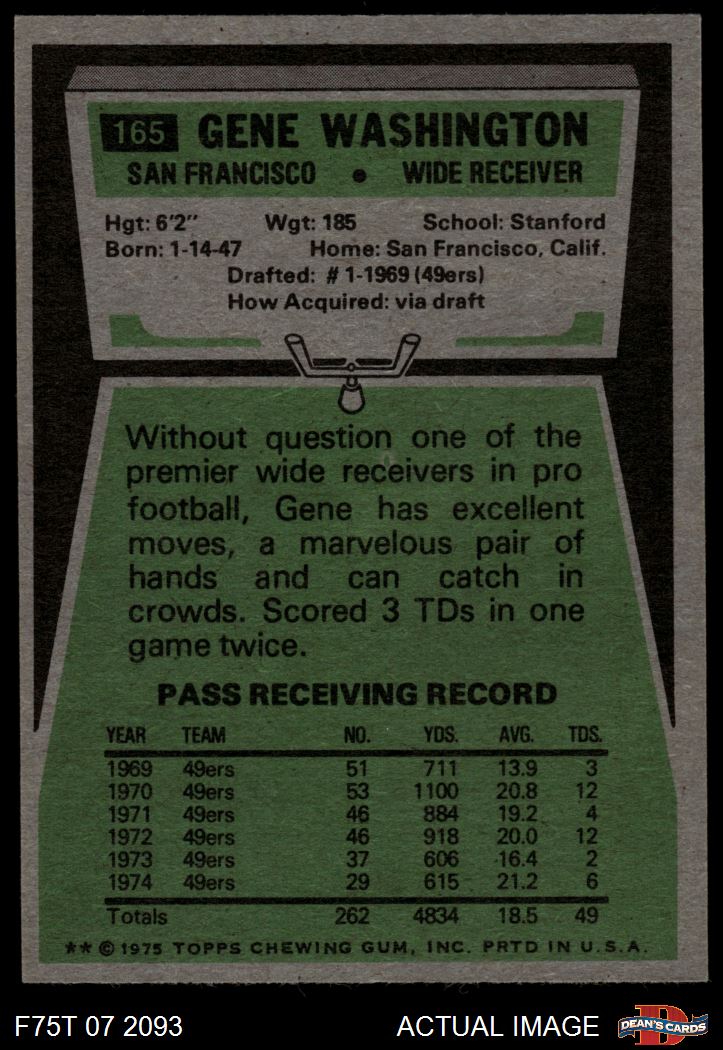 165 GENE WASHINGTON
SAN FRANCISCO • WIDE RECEIVER
Hgt: 6'2" Wgt: 185 School: Stanford
Born: 1-14-47 Home: San Francisco, Calif.
Drafted: #1-1969 (49ers)
How Acquired: via draft
Without question one of the
premier wide receivers in pro
football, Gene has excellent
moves, a marvelous pair of
hands and can catch in
crowds. Scored 3 TDs in one
game twice.
PASS RECEIVING RECORD
YEAR TEAM NO. YDS. AVG. TDS.
1969 49ers 51 711 13.9 3
1970 49ers 53 1100 20.8 12
1971 49ers 46 884 19.2 4
1972 49ers 46 918 20.0 12
1973 49ers 37 606 16.4 2
1974 49ers 29 615 21.2 6
Totals 262 4834 18.5 49
** © 1975 TOPPS CHEWING GUM, INC. PRTD IN U.S.A.
F75T 07 2093 ACTUAL IMAGE D DEAN'S CARDS